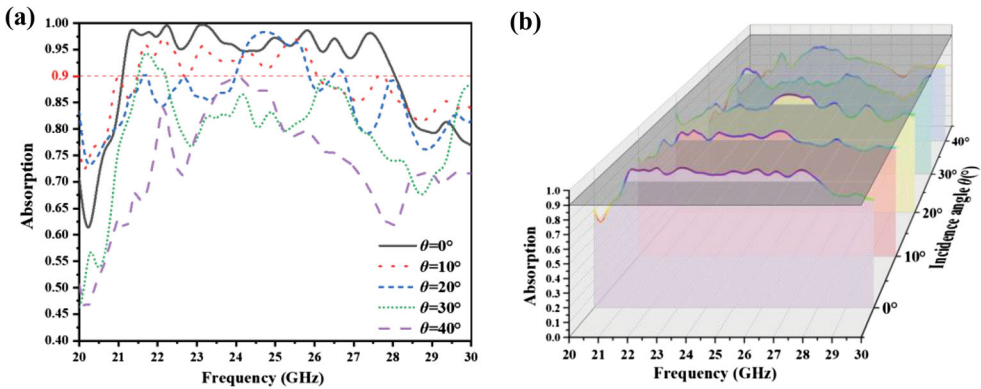 (a)
1.00
0.95
0.9
0.85
0.80
0.75
0.70
0.65
0.60
0.55
0.50
0.45
0.40
Absorption
θ=0°
θ=10°
θ=20°
θ=30°
θ=40°
20 21 22 23 24 25 26 27 28 29 30
Frequency (GHz)
(b)
1.0
0.9
0.8
0.7
0.6
0.5
0.4
0.3
0.2
0.1
0.0
Absorption
20 21 22 23 24 25 26 27 28 29 30
Frequency (GHz)
40°
30°
20°
10°
0°
Incidence angle θ(°)